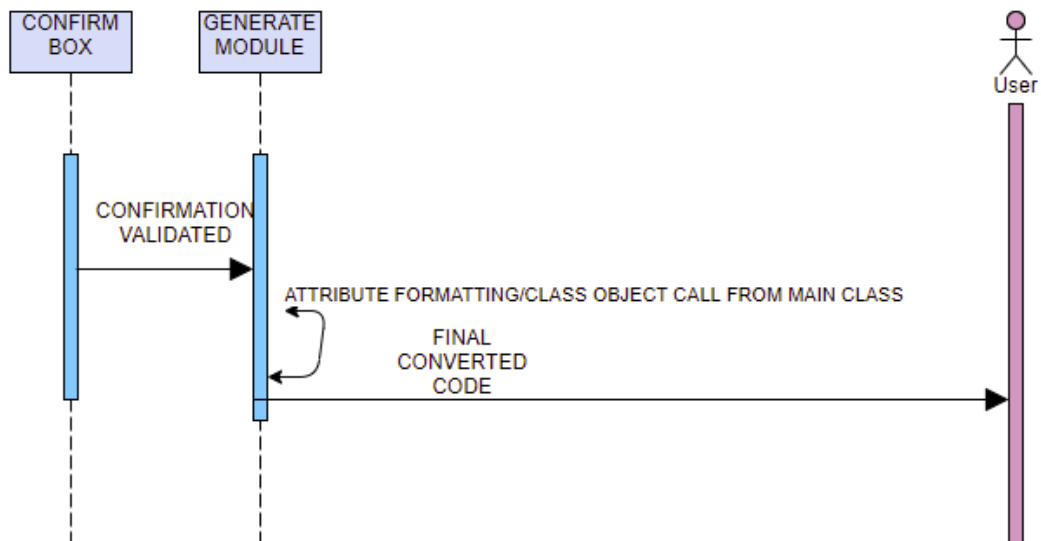 CONFIRM
BOX
GENERATE
MODULE
User
CONFIRMATION
VALIDATED
ATTRIBUTE FORMATTING/CLASS OBJECT CALL FROM MAIN CLASS
FINAL
CONVERTED
CODE